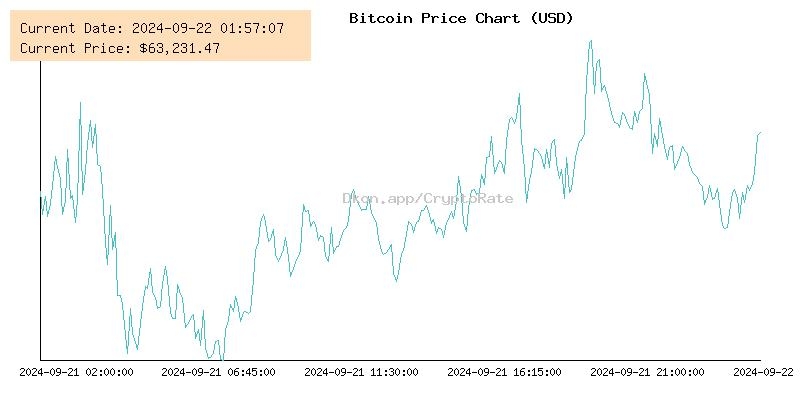 Bitcoin Price Chart (USD)
Current Date: 2024-09-22 01:57:07
Current Price: $63,231.47
Dkon.app/CryptoRate
2024-09-21 02:00:00 2024-09-21 06:45:00 2024-09-21 11:30:00 2024-09-21 16:15:00 2024-09-21 21:00:00 2024-09-22